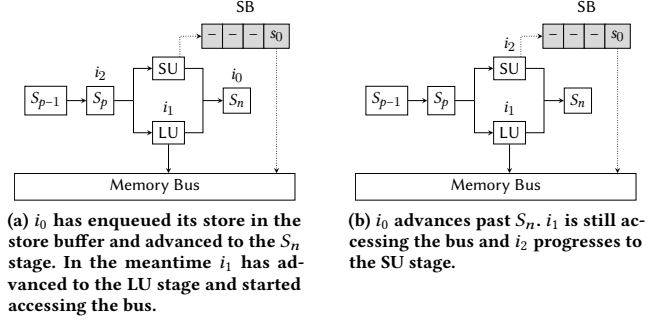 SB
– – – s₀
i₂ SU i₀
Sₚ₋₁ Sₚ i₁ Sₙ
LU
Memory Bus
(a) i₀ has enqueued its store in the
store buffer and advanced to the Sₙ
stage. In the meantime i₁ has ad-
vanced to the LU stage and started
accessing the bus.
SB
i₂ – – – s₀
SU
Sₚ₋₁ Sₚ i₁ Sₙ
LU
Memory Bus
(b) i₀ advances past Sₙ. i₁ is still ac-
cessing the bus and i₂ progresses to
the SU stage.